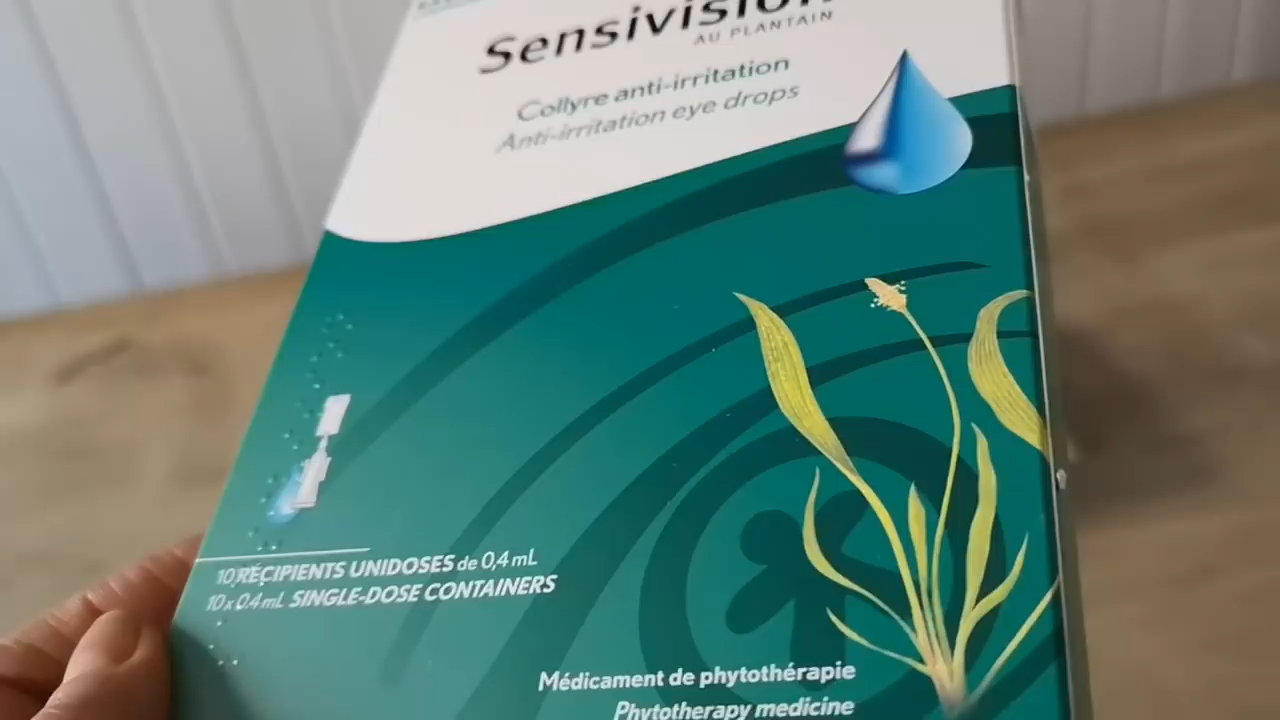 Sensivision
AU PLANTAIN
Collyre anti-irritation
Anti-irritation eye drops
10 RÉCIPIENTS UNIDOSES de 0,4 mL
10 x 0.4 mL SINGLE-DOSE CONTAINERS
Médicament de phytothérapie
Phytotherapy medicine